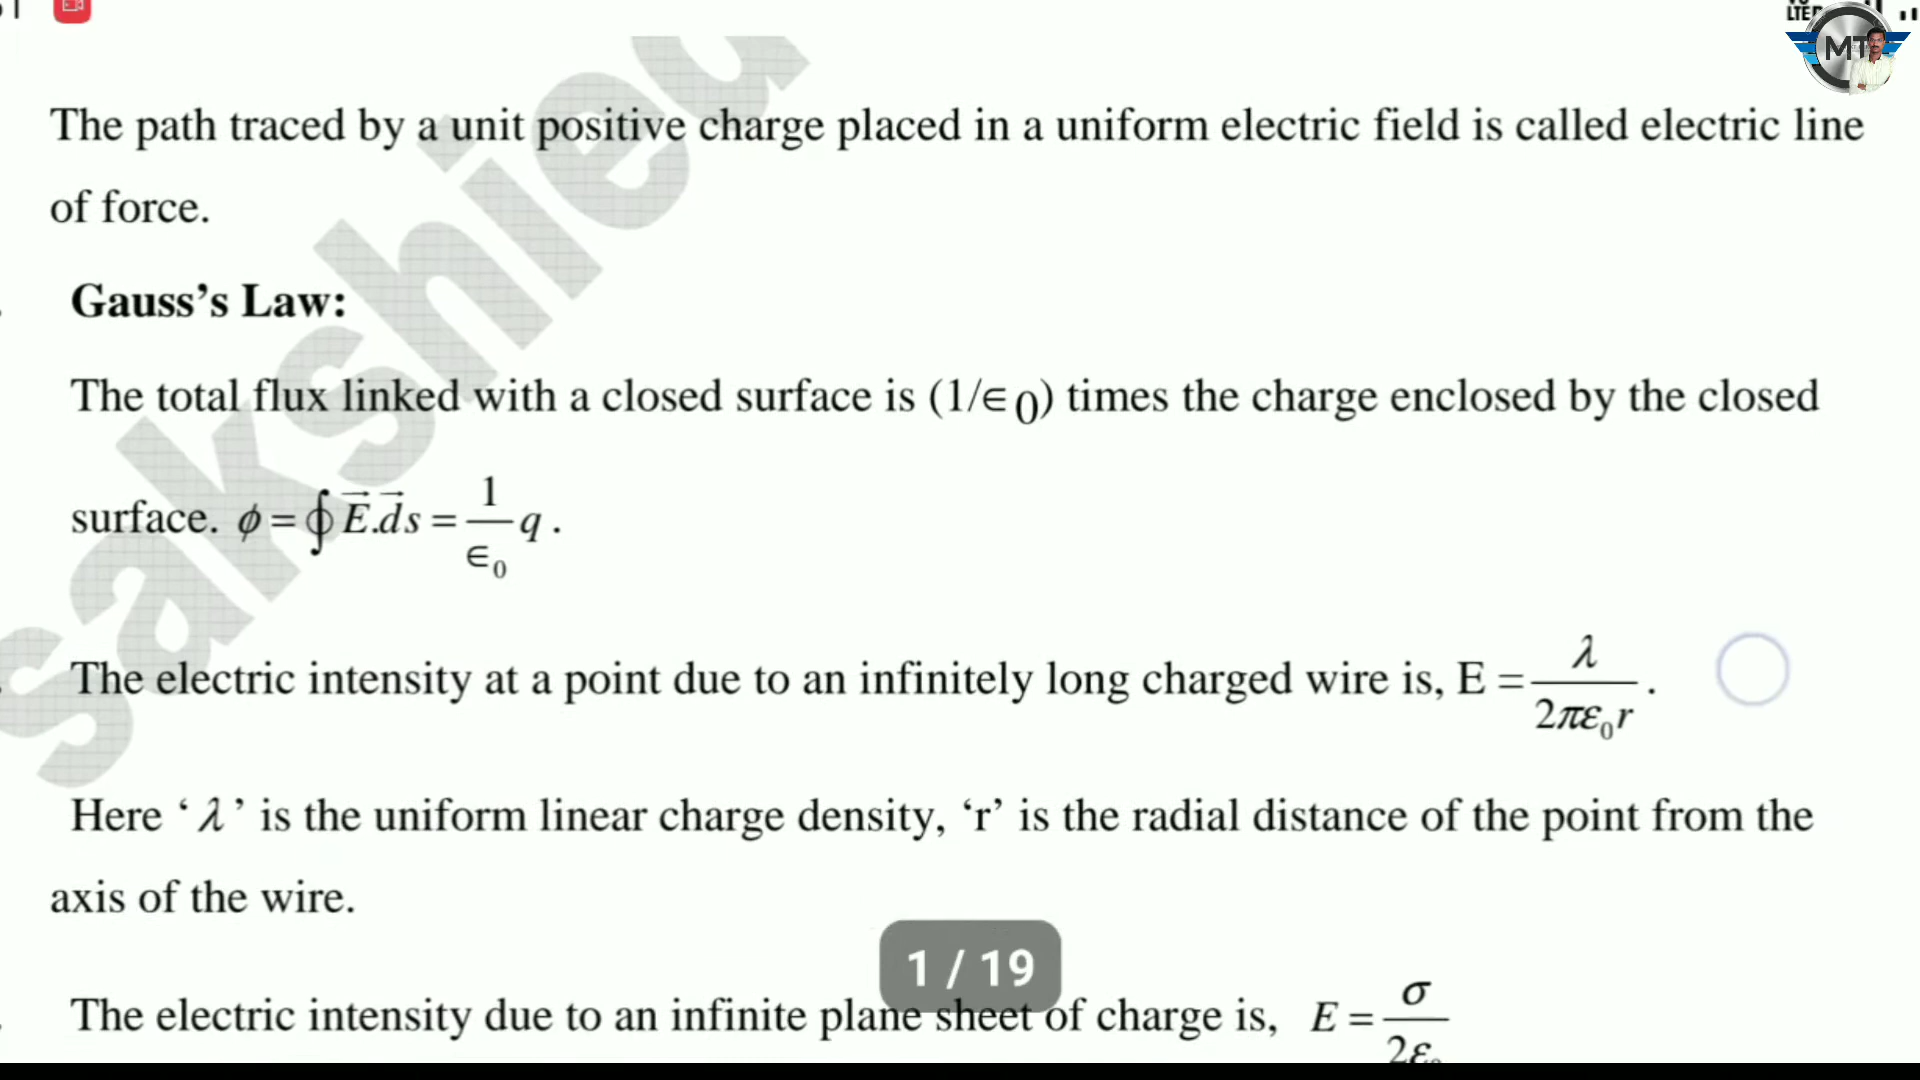 LTE
MT
The path traced by a unit positive charge placed in a uniform electric field is called electric line
of force.
Gauss’s Law:
The total flux linked with a closed surface is (1/∈0) times the charge enclosed by the closed
surface. ϕ = ∮ E⃗.d⃗s = 1/∈₀ q .
The electric intensity at a point due to an infinitely long charged wire is, E = λ/2πε₀r .
Here ‘ λ ’ is the uniform linear charge density, ‘r’ is the radial distance of the point from the
axis of the wire.
1 / 19
The electric intensity due to an infinite plane sheet of charge is, E = σ/2ε₀
sakshied